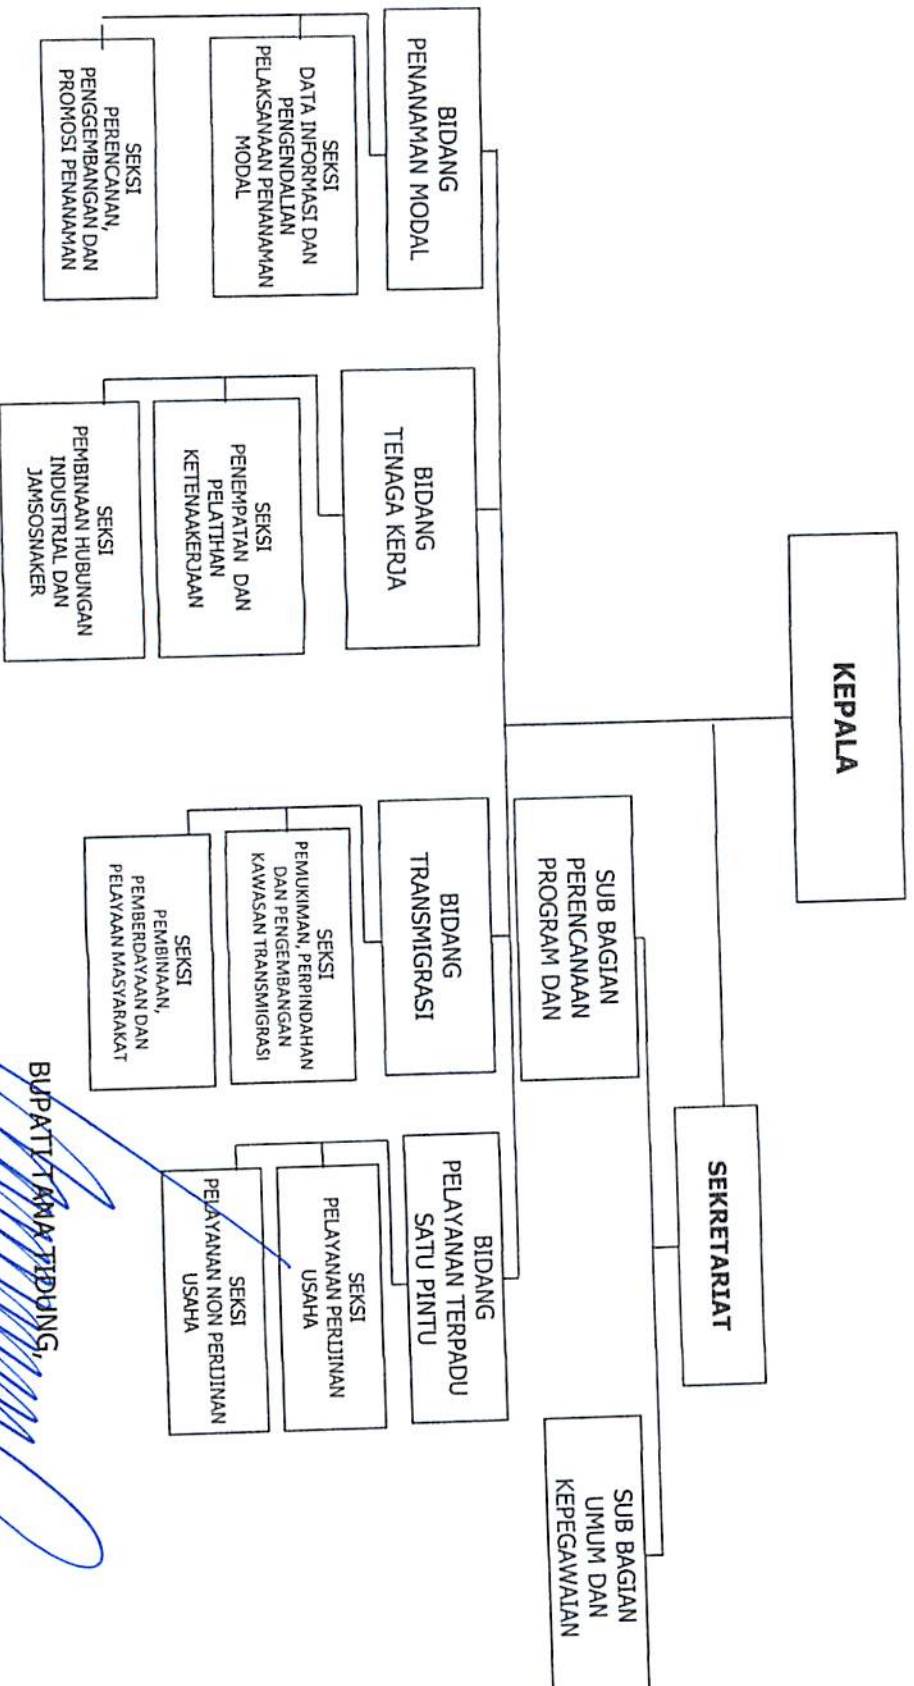 KEPALA
SEKRETARIAT
SUB BAGIAN
PERENCANAAN
PROGRAM DAN
SUB BAGIAN
UMUM DAN
KEPEGAWAIAN
BIDANG
PENANAMAN MODAL
BIDANG
TENAGA KERJA
BIDANG
TRANSMIGRASI
BIDANG
PELAYANAN TERPADU
SATU PINTU
SEKSI
DATA INFORMASI DAN
PENGENDALIAN
PELAKSANAAN PENANAMAN
MODAL
SEKSI
PERENCANAN,
PENGGEMBANGAN DAN
PROMOSI PENANAMAN
SEKSI
PENEMPATAN DAN
PELATIHAN
KETENAAKERJAAN
SEKSI
PEMBINAAN HUBUNGAN
INDUSTRIAL DAN
JAMSOSNAKER
SEKSI
PEMUKIMAN, PERPINDAHAN
DAN PENGEMBANGAN
KAWASAN TRANSMIGRASI
SEKSI
PEMBINAAN,
PEMBERDAYAAN DAN
PELAYAAN MASYARAKAT
SEKSI
PELAYANAN PERIJINAN
USAHA
SEKSI
PELAYANAN NON PERIJINAN
USAHA
BUPATI TANA TIDUNG,